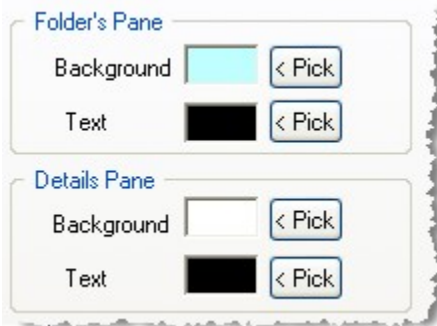 Folder's Pane
Background < Pick
Text < Pick
Details Pane
Background < Pick
Text < Pick